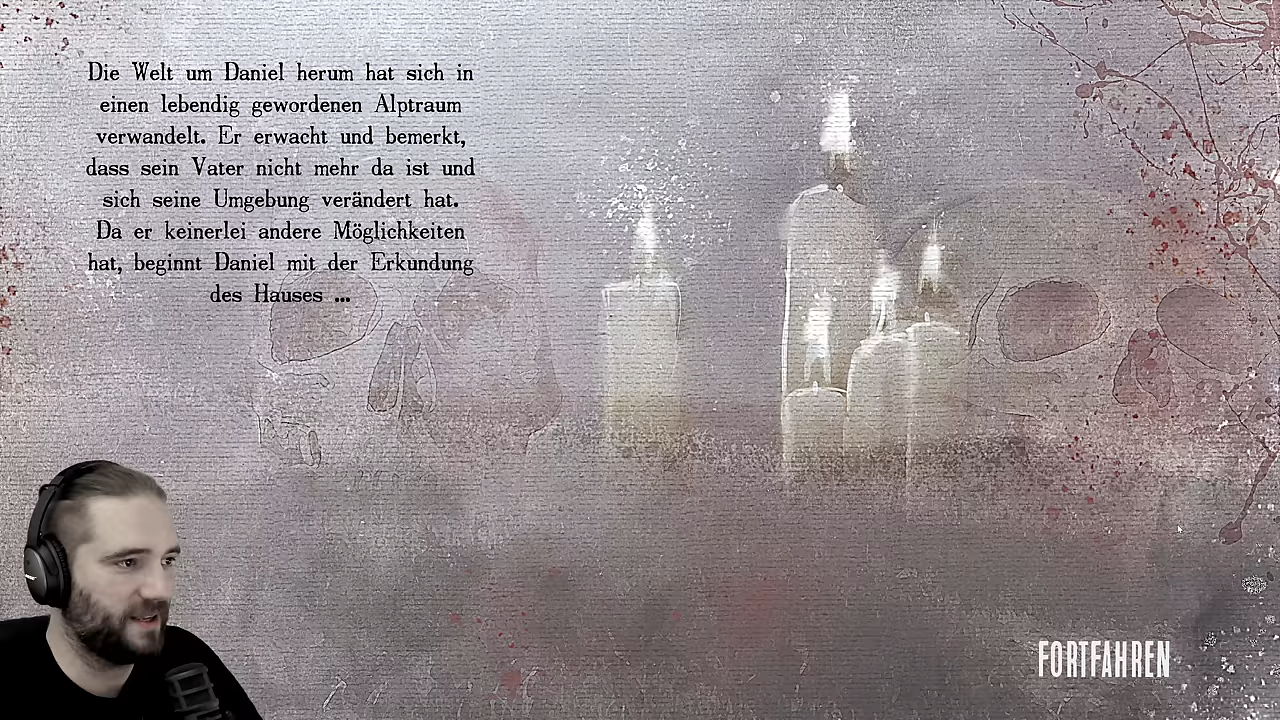 Die Welt um Daniel herum hat sich in
einen lebendig gewordenen Alptraum
verwandelt. Er erwacht und bemerkt,
dass sein Vater nicht mehr da ist und
sich seine Umgebung verändert hat.
Da er keinerlei andere Möglichkeiten
hat, beginnt Daniel mit der Erkundung
des Hauses ...
FORTFAHREN